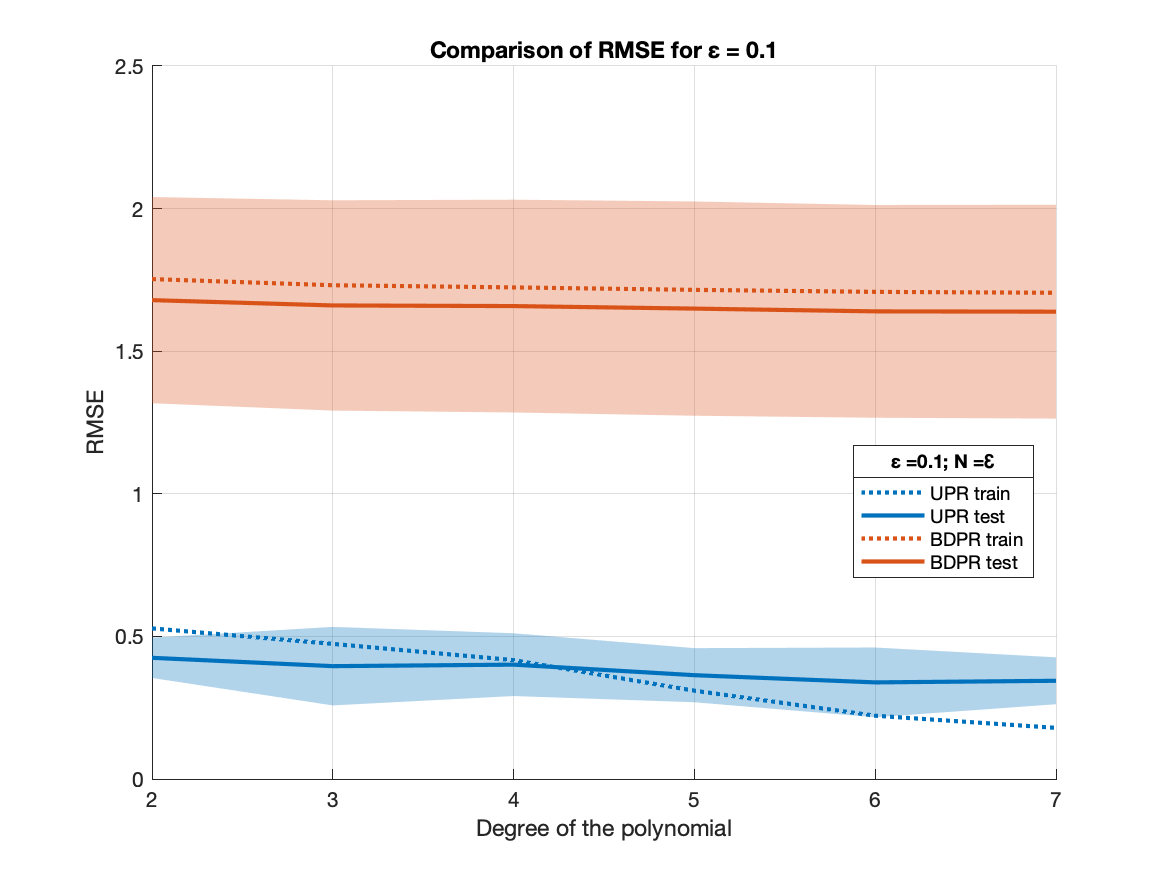 Comparison of RMSE for ε = 0.1
2.5
2
1.5
1
0.5
0
RMSE
ε =0.1; N =Ɛ
UPR train
UPR test
BDPR train
BDPR test
2 3 4 5 6 7
Degree of the polynomial